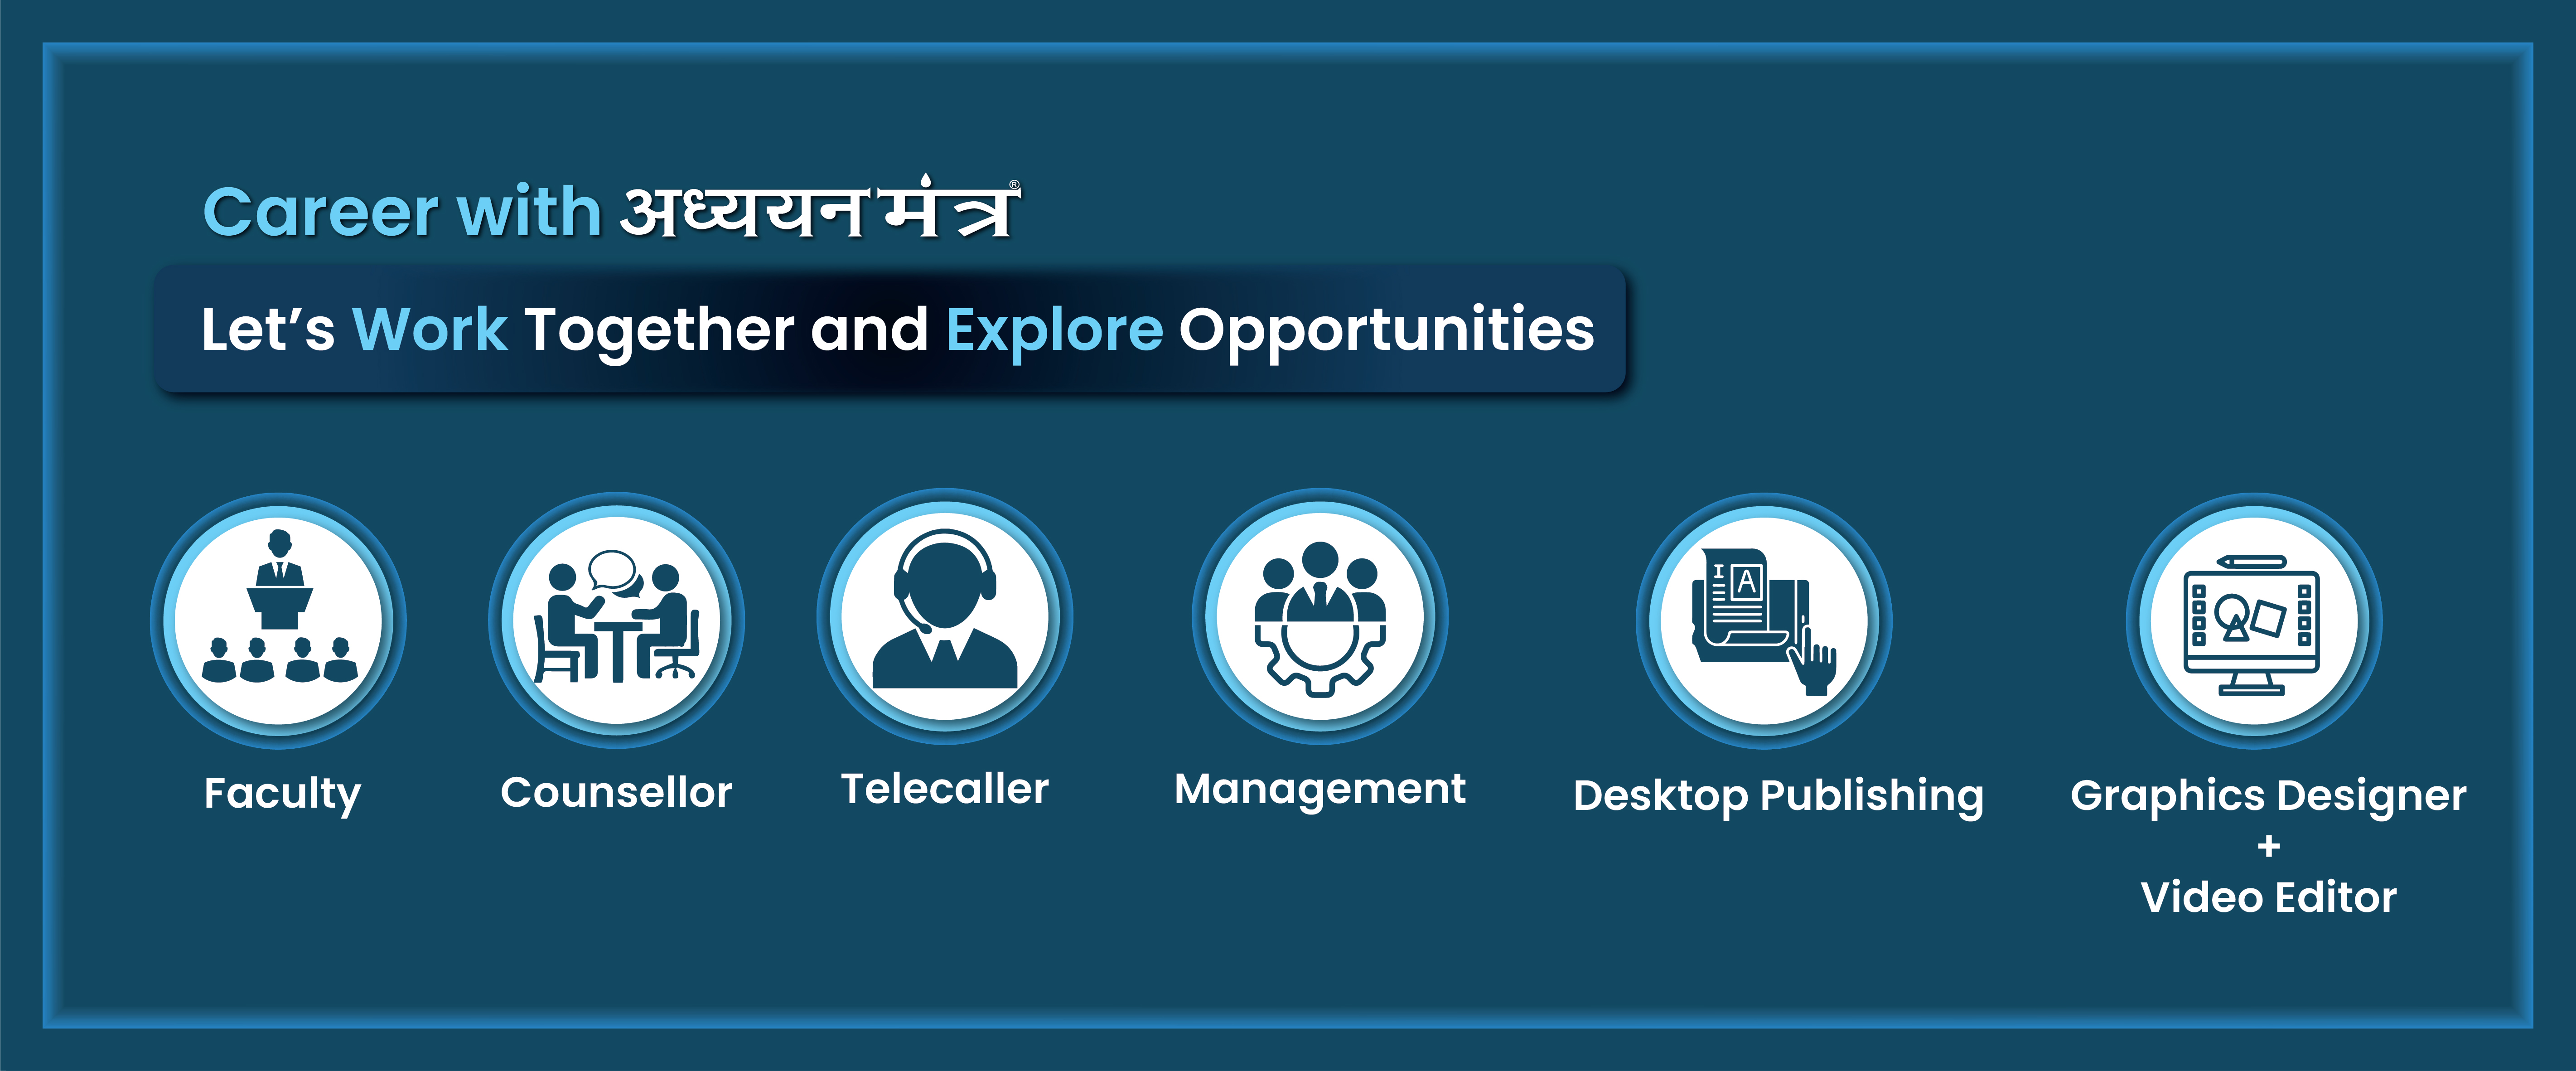 Career with अध्ययन मंत्र®
Let's Work Together and Explore Opportunities
Faculty
Counsellor
Telecaller
Management
Desktop Publishing
Graphics Designer
+
Video Editor